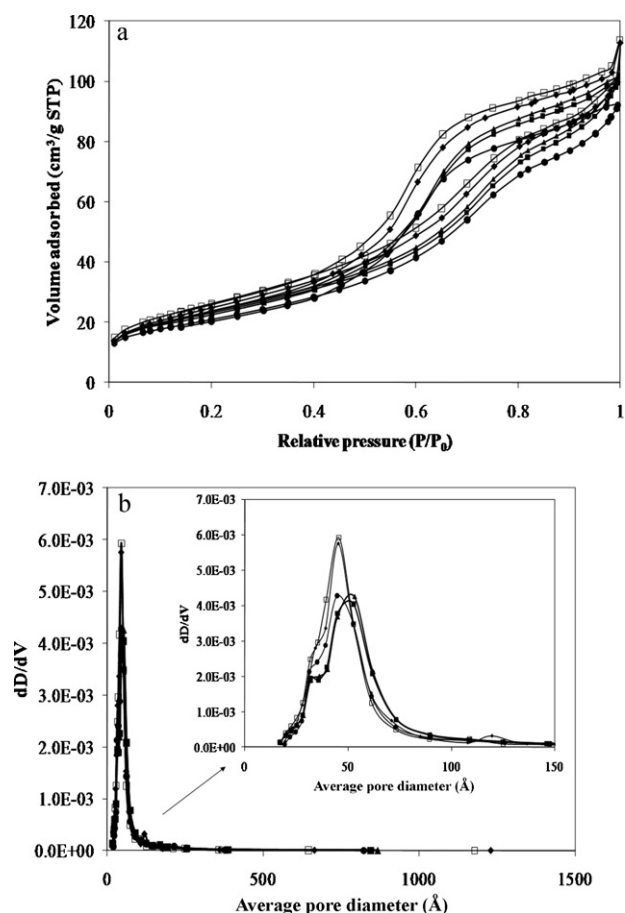 a
120
100
80
60
40
20
0
Volume adsorbed (cm³/g STP)
0 0.2 0.4 0.6 0.8 1
Relative pressure (P/P₀)
b
7.0E-03
6.0E-03
5.0E-03
4.0E-03
3.0E-03
2.0E-03
1.0E-03
0.0E+00
dD/dV
0 500 1000 1500
Average pore diameter (Å)
7.0E-03
6.0E-03
5.0E-03
4.0E-03
3.0E-03
2.0E-03
1.0E-03
0.0E+00
dD/dV
0 50 100 150
Average pore diameter (Å)